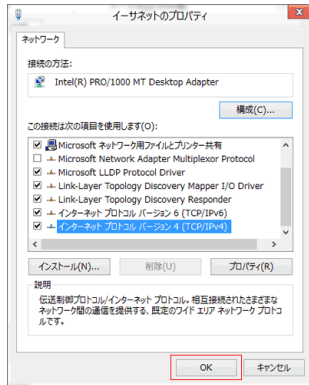 イーサネットのプロパティ
ネットワーク
接続の方法:
Intel(R) PRO/1000 MT Desktop Adapter
構成(C)...
この接続は次の項目を使用します(O):
Microsoft ネットワーク用ファイルとプリンター共有
Microsoft Network Adapter Multiplexor Protocol
Microsoft LLDP Protocol Driver
Link-Layer Topology Discovery Mapper I/O Driver
Link-Layer Topology Discovery Responder
インターネット プロトコル バージョン 6 (TCP/IPv6)
インターネット プロトコル バージョン 4 (TCP/IPv4)
インストール(N)... 削除(U) プロパティ(R)
説明
伝送制御プロトコル/インターネット プロトコル。相互接続されたさまざまな
ネットワーク間の通信を提供する、既定のワイド エリア ネットワーク プロトコ
ルです。
OK キャンセル